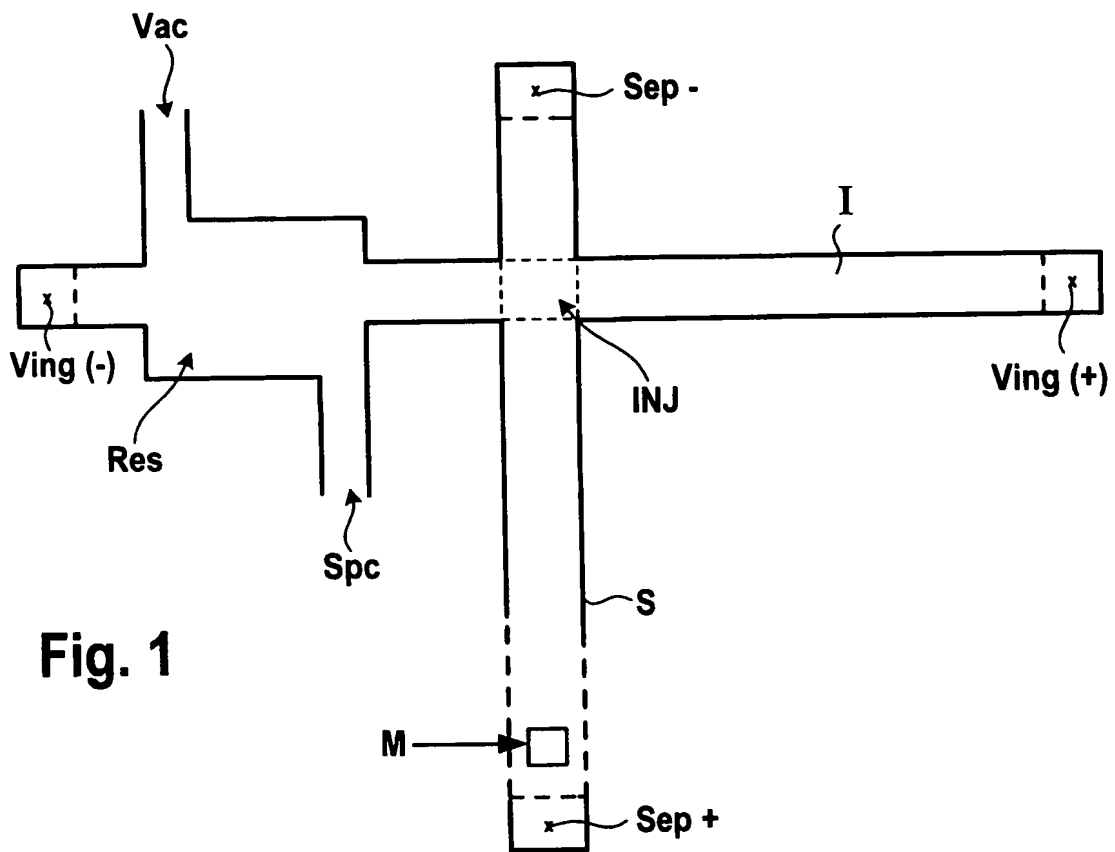 Vac
Sep -
I
Ving (-)
Ving (+)
INJ
Res
Spc
S
Fig. 1
M
Sep +